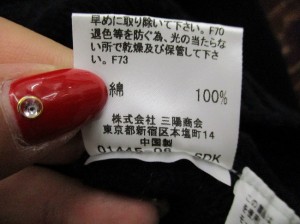 早めに取り除いて下さい。F70
退色等を防ぐ為、光の当たらな
い所で乾燥及び保管して下さ
い。F73
綿 100%
株式会社 三陽商会
東京都新宿区本塩町14
中国製